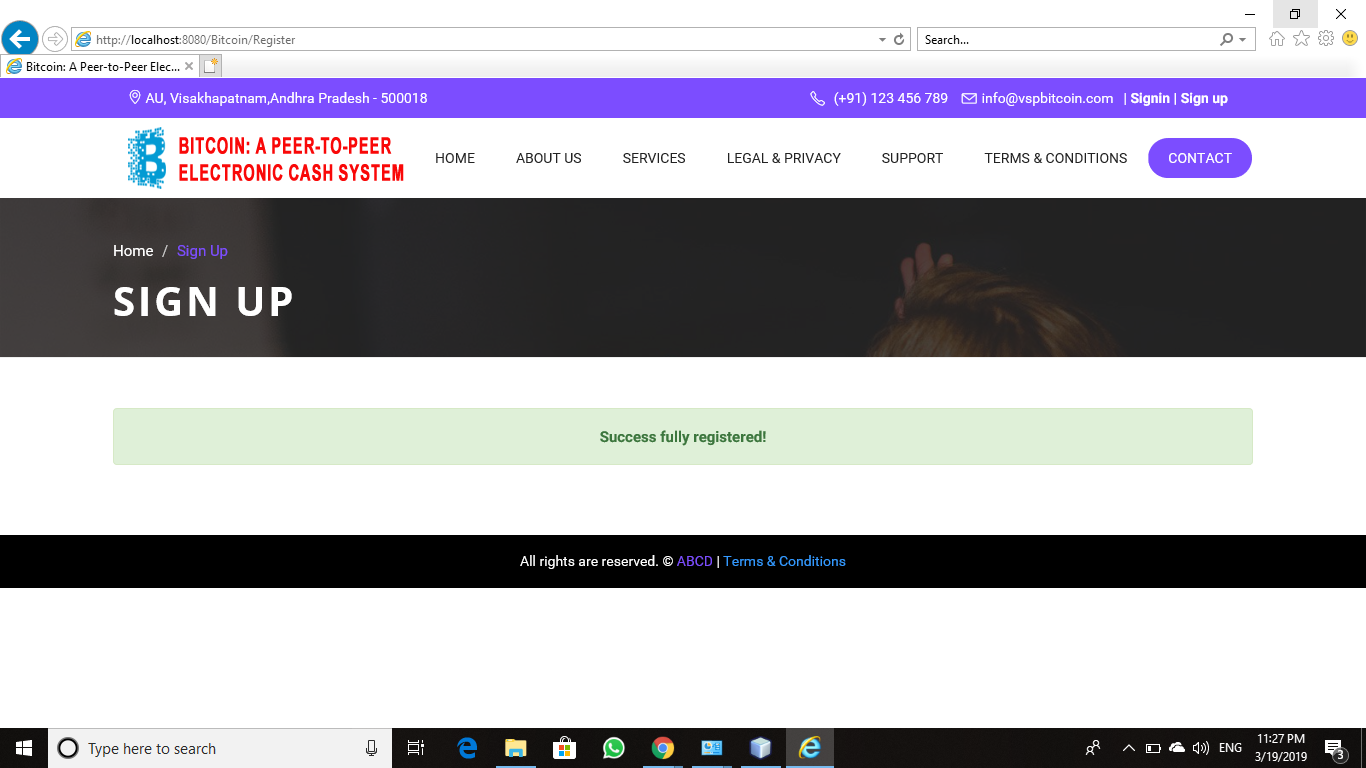 http://localhost:8080/Bitcoin/Register
Search...
Bitcoin: A Peer-to-Peer Elec...
AU, Visakhapatnam,Andhra Pradesh - 500018
(+91) 123 456 789 info@vspbitcoin.com | Signin | Sign up
BITCOIN: A PEER-TO-PEER
ELECTRONIC CASH SYSTEM
HOME ABOUT US SERVICES LEGAL & PRIVACY SUPPORT TERMS & CONDITIONS CONTACT
Home / Sign Up
SIGN UP
Success fully registered!
All rights are reserved. © ABCD | Terms & Conditions
Type here to search
ENG
11:27 PM
3/19/2019
3